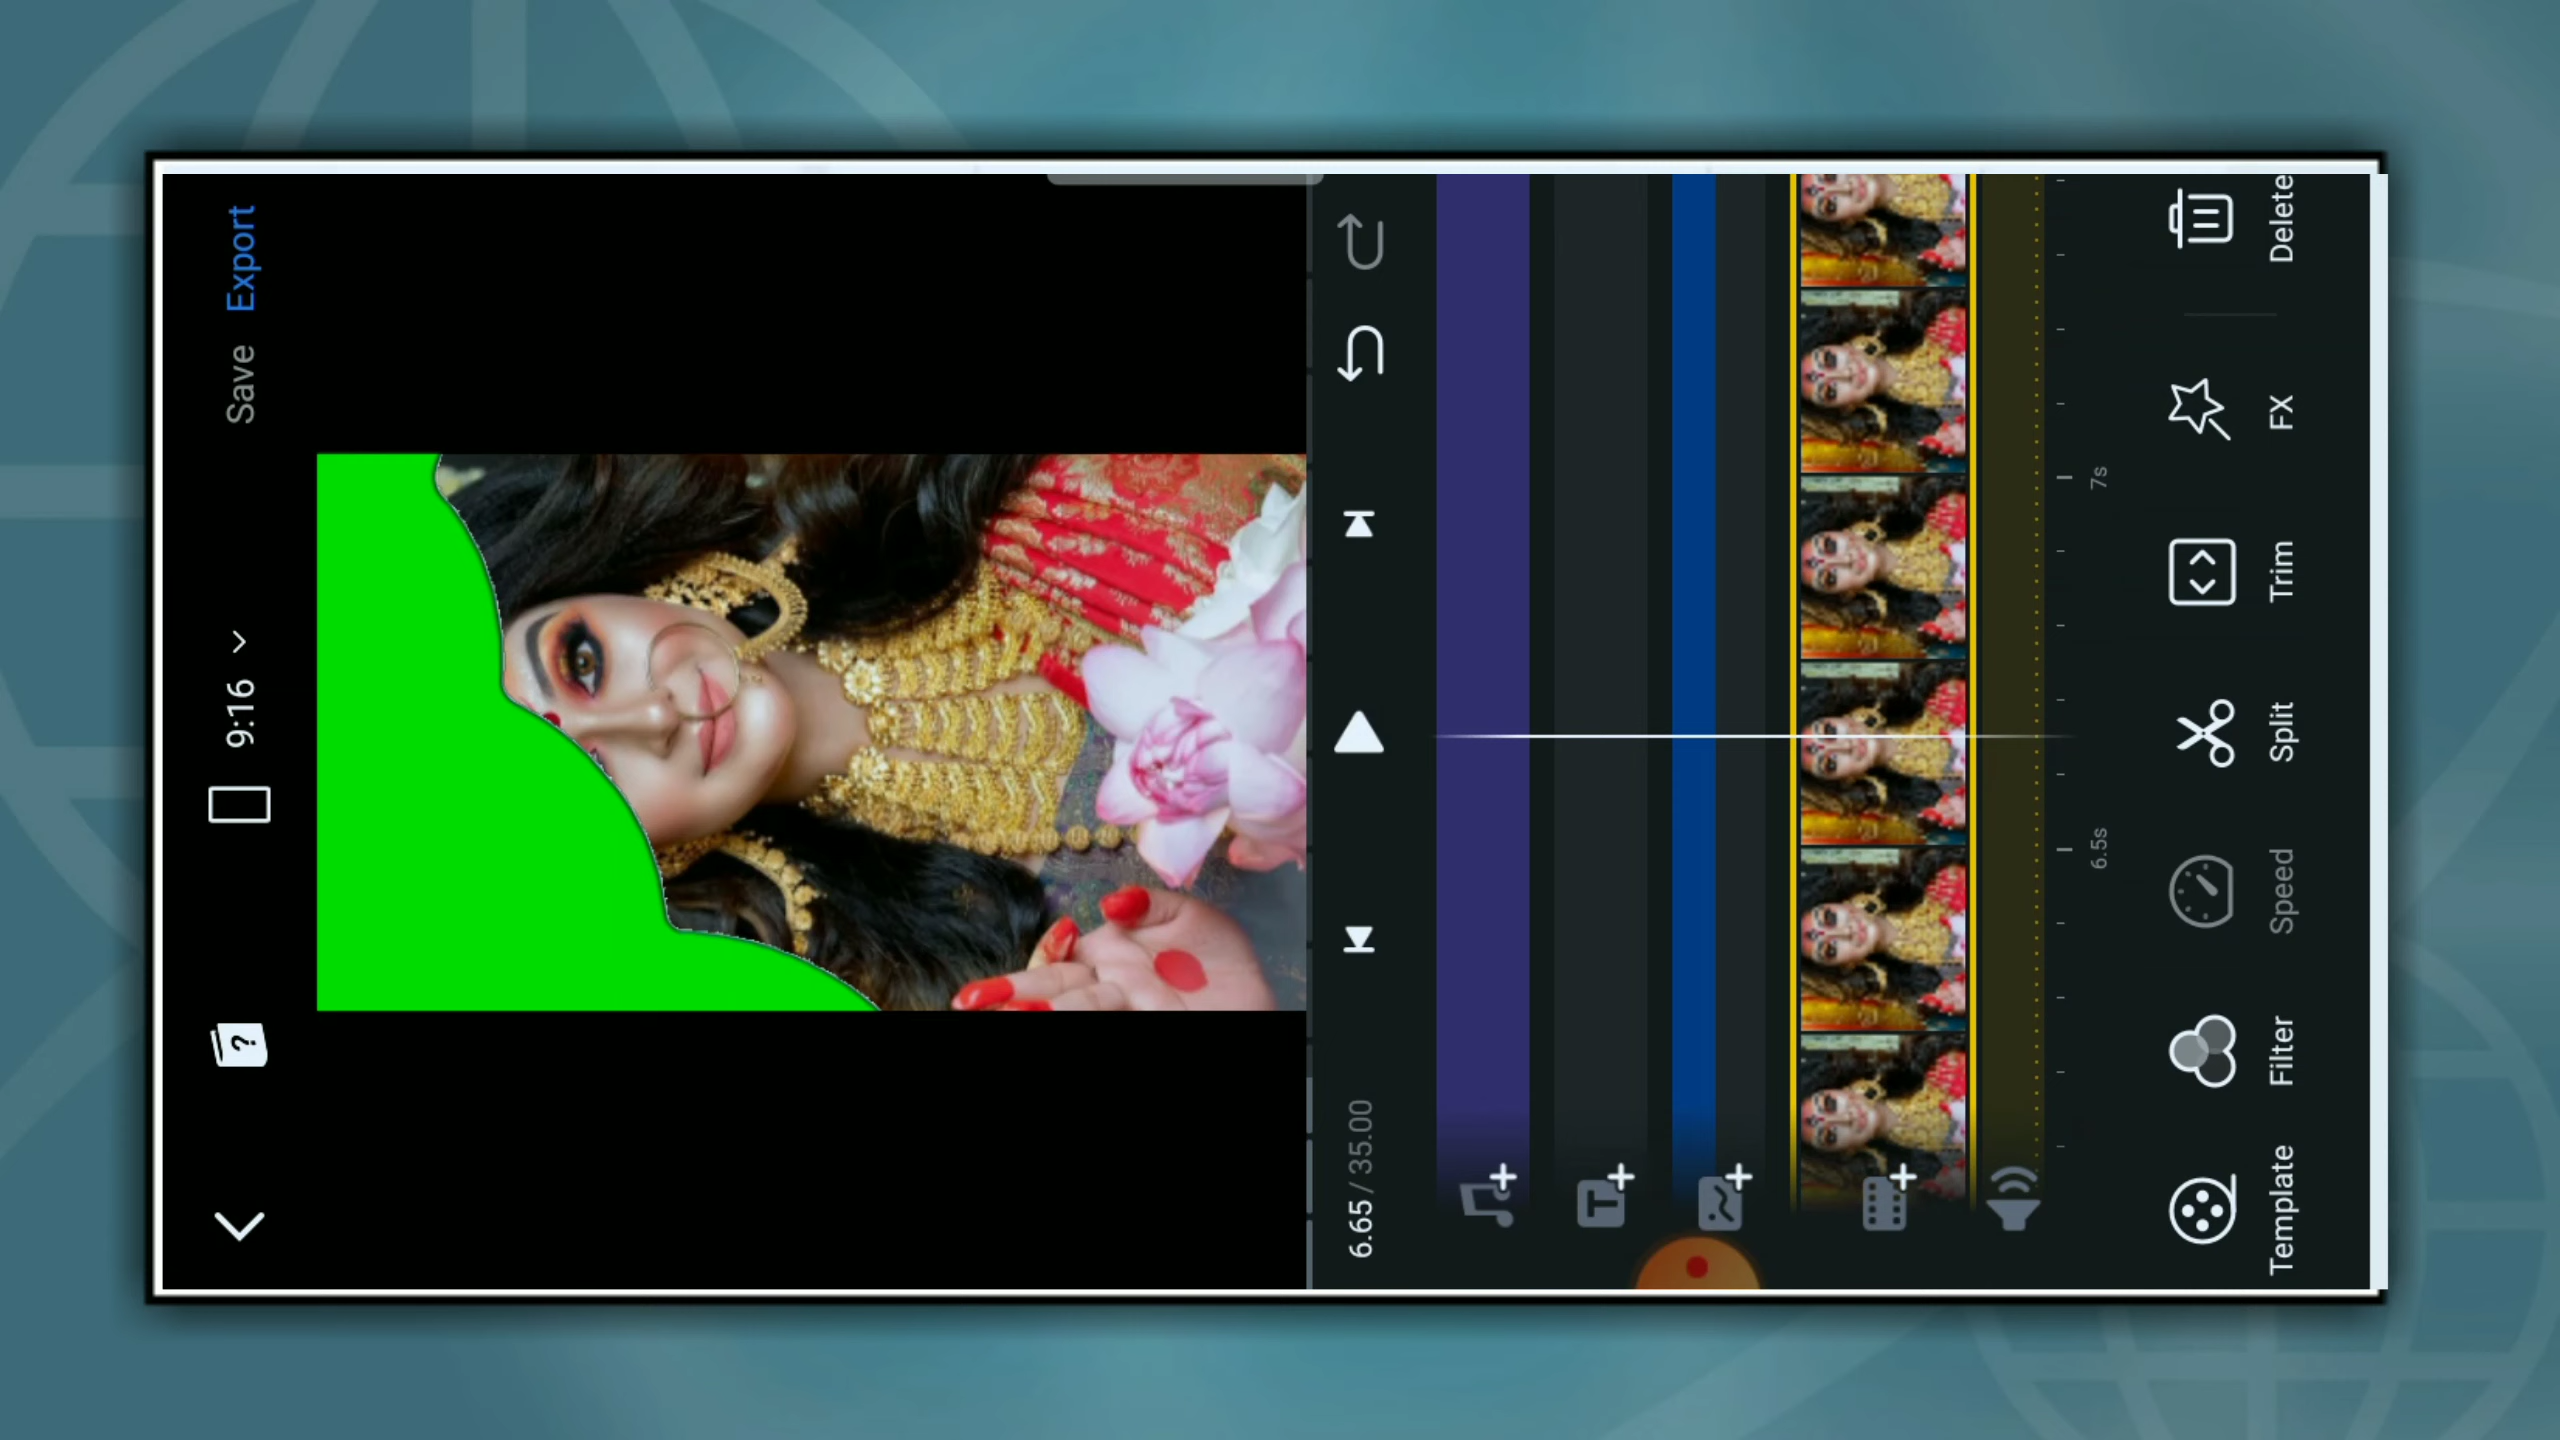 9:16
Save
Export
6.65 / 35.00
T
6.5s
7s
Template
Filter
Speed
Split
Trim
FX
Delete